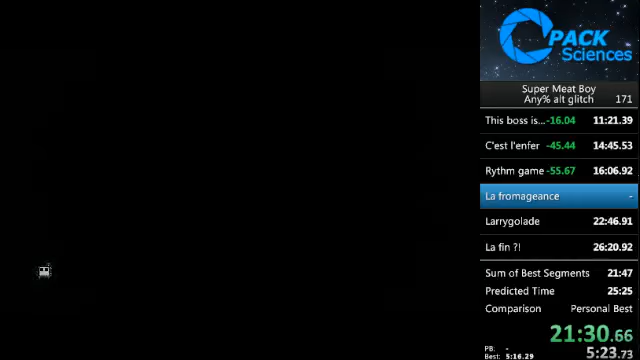 PACK
Sciences
Super Meat Boy
Any% alt glitch 171
This boss is... -16.04 11:21.39
C'est l'enfer -45.44 14:45.53
Rythm game -55.67 16:06.92
La fromageance -
Larrygolade 22:46.91
La fin ?! 26:20.92
Sum of Best Segments 21:47
Predicted Time 25:25
Comparison Personal Best
21:30.66
PB: -
Best: 5:16.29 5:23.73